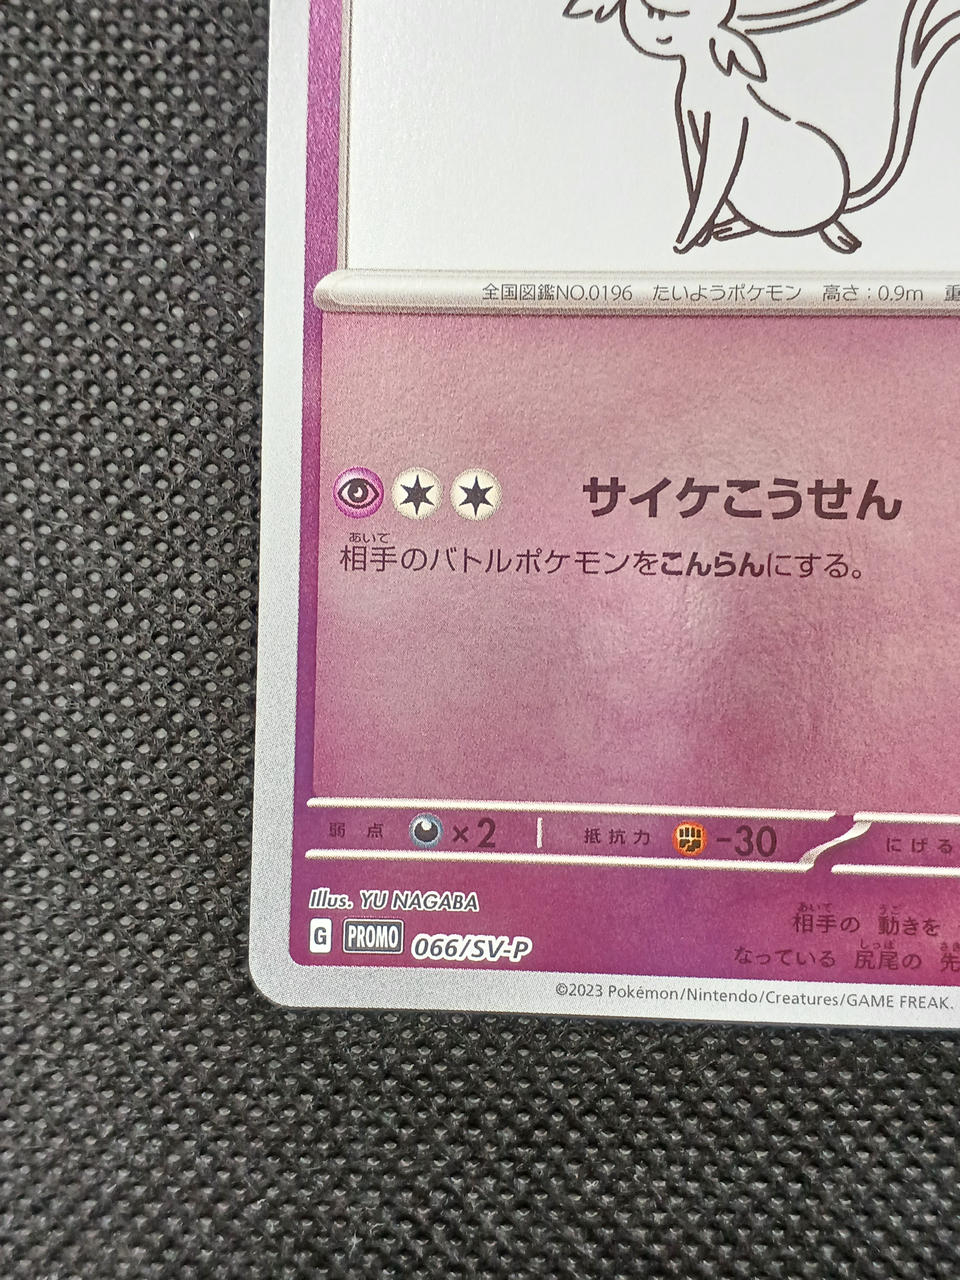 全国図鑑NO.0196 たいようポケモン 高さ：0.9m 重
サイケこうせん
あいて
相手のバトルポケモンをこんらんにする。
弱点 ×2 抵抗力 -30 にげる
Illus. YU NAGABA
G PROMO 066/SV-P
あいて うご
相手の 動きを
しっぽ さき
なっている 尻尾の 先
©2023 Pokémon/Nintendo/Creatures/GAME FREAK.